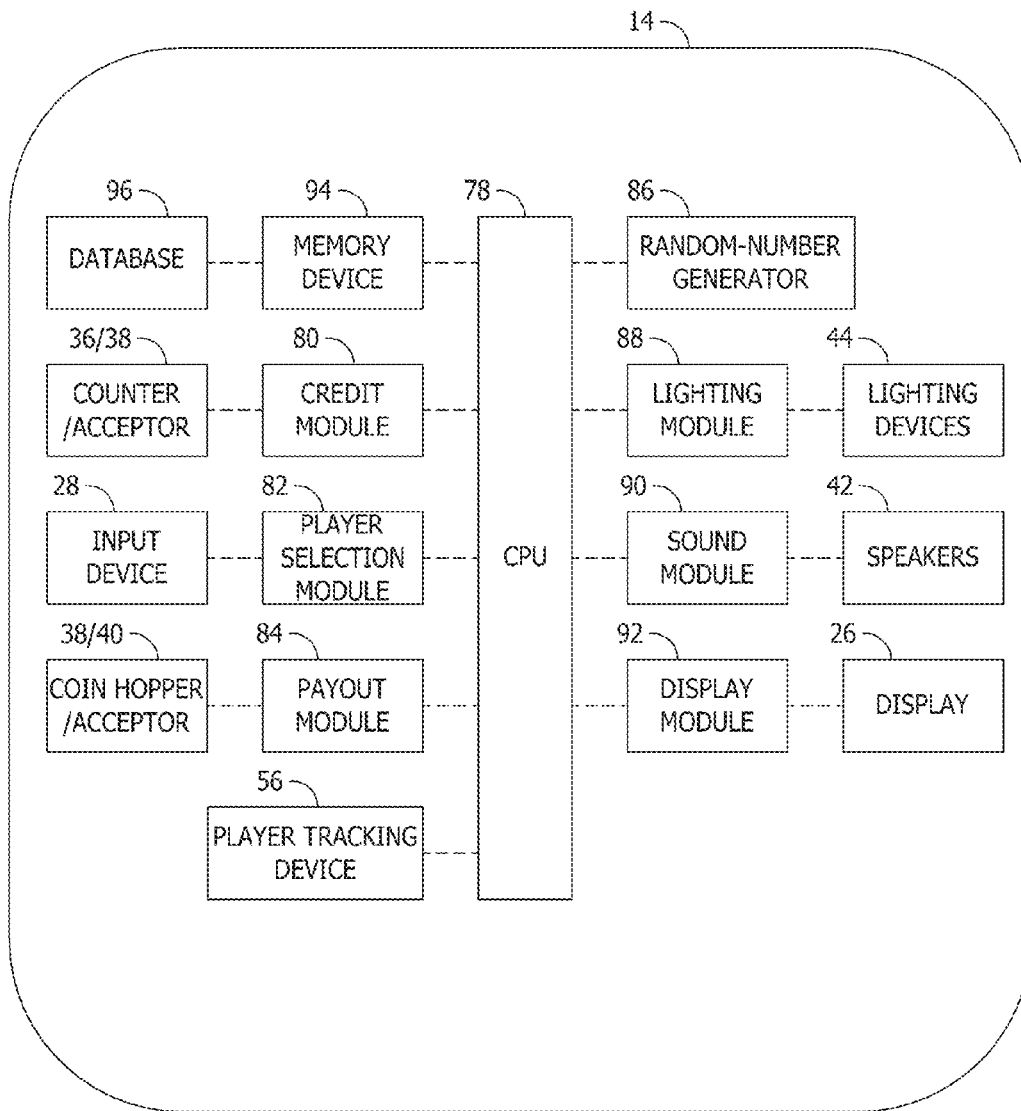 14
96
94
78
86
DATABASE
MEMORY
DEVICE
RANDOM-NUMBER
GENERATOR
36/38
80
88
44
COUNTER
/ACCEPTOR
CREDIT
MODULE
LIGHTING
MODULE
LIGHTING
DEVICES
28
82
90
42
INPUT
DEVICE
PLAYER
SELECTION
MODULE
CPU
SOUND
MODULE
SPEAKERS
38/40
84
92
26
COIN HOPPER
/ACCEPTOR
PAYOUT
MODULE
DISPLAY
MODULE
DISPLAY
56
PLAYER TRACKING
DEVICE